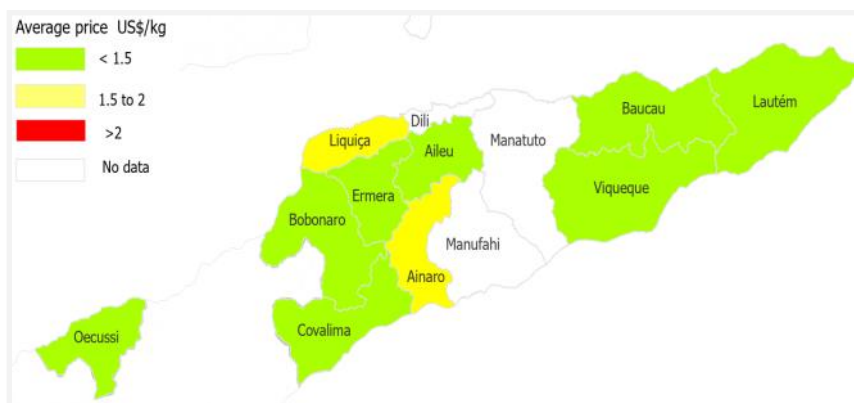 Average price US$/kg
< 1.5
1.5 to 2
>2
No data
Dili
Liquiça
Aileu
Manatuto
Baucau
Lautém
Ermera
Viqueque
Bobonaro
Manufahi
Ainaro
Oecussi
Covalima